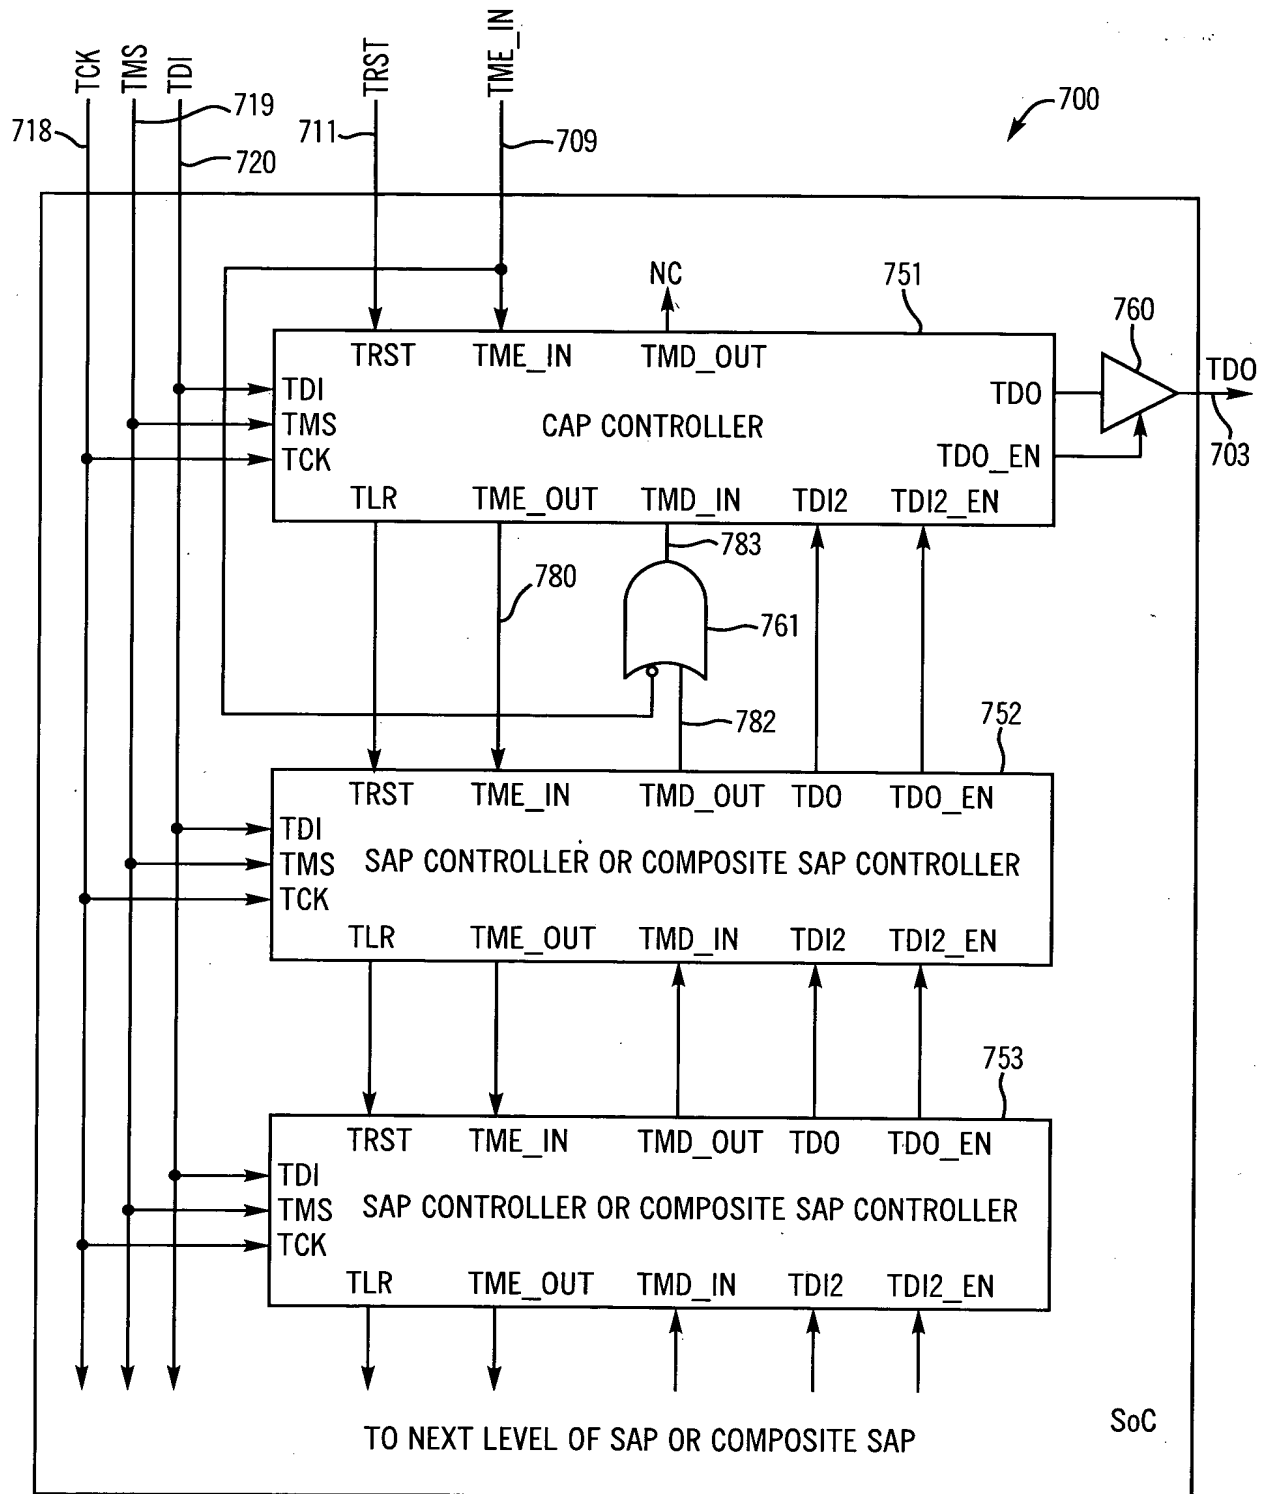 TCK
TMS
TDI
TRST
TME_IN
718
719
720
711
709
700
NC
751
760
TRST
TME_IN
TMD_OUT
TDI
TMS
TCK
CAP CONTROLLER
TDO
TDO_EN
TDO
703
TLR
TME_OUT
TMD_IN
TDI2
TDI2_EN
783
780
761
782
752
TRST
TME_IN
TMD_OUT
TDO
TDO_EN
TDI
TMS
TCK
SAP CONTROLLER OR COMPOSITE SAP CONTROLLER
TLR
TME_OUT
TMD_IN
TDI2
TDI2_EN
753
TRST
TME_IN
TMD_OUT
TDO
TDO_EN
TDI
TMS
TCK
SAP CONTROLLER OR COMPOSITE SAP CONTROLLER
TLR
TME_OUT
TMD_IN
TDI2
TDI2_EN
SoC
TO NEXT LEVEL OF SAP OR COMPOSITE SAP